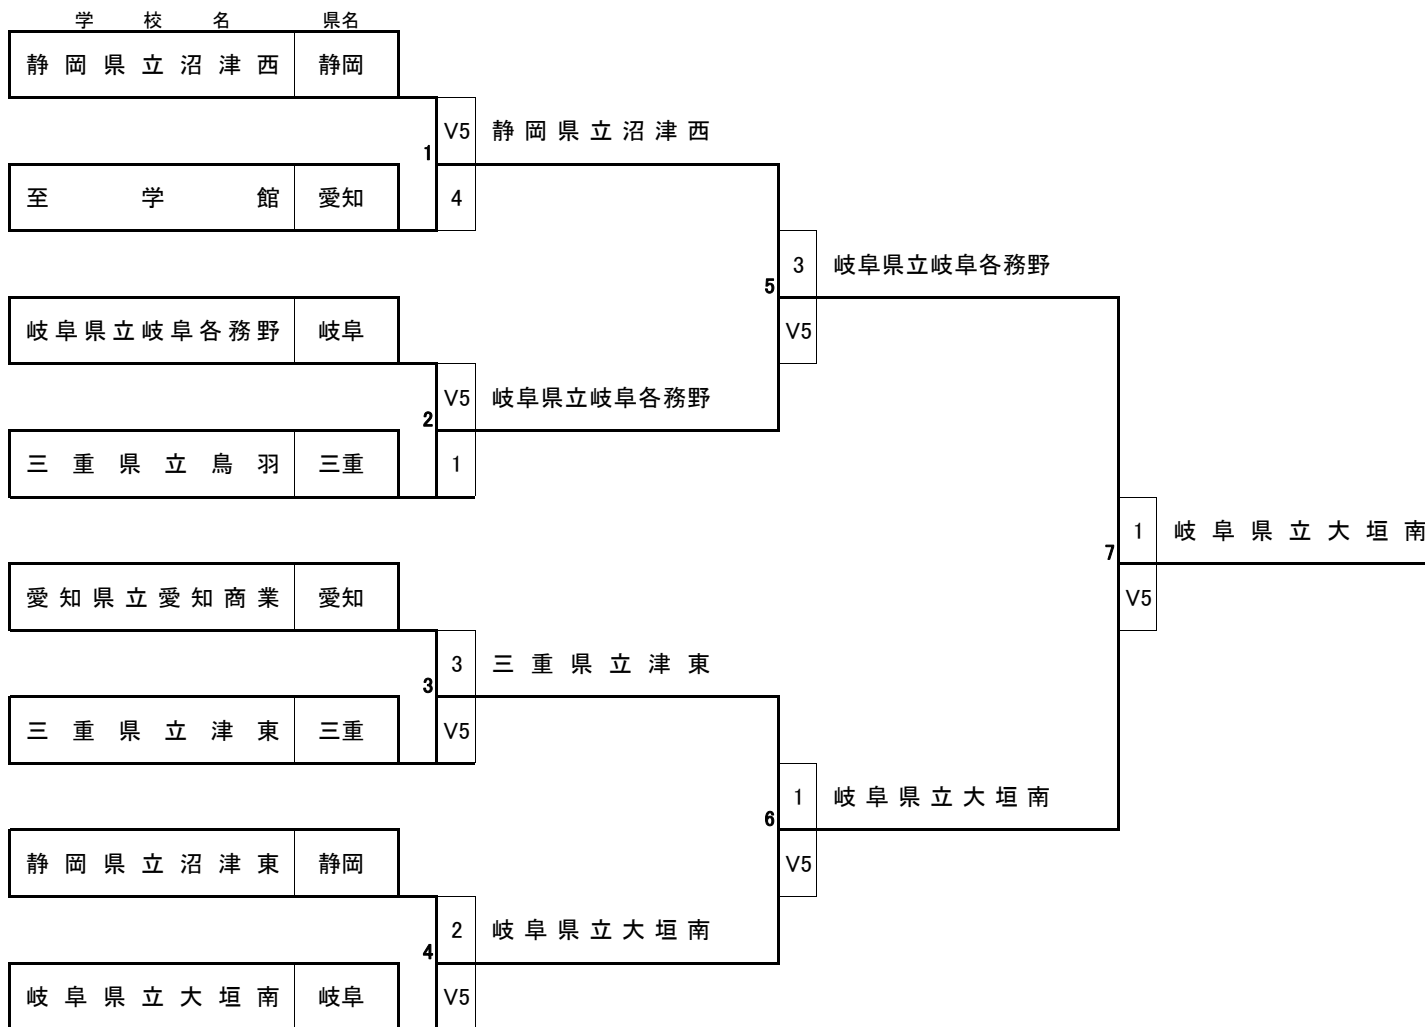 学校名 県名
静岡県立沼津西 静岡
V5 静岡県立沼津西
1
至学館 愛知 4
3 岐阜県立岐阜各務野
5
岐阜県立岐阜各務野 岐阜 V5
V5 岐阜県立岐阜各務野
2
三重県立鳥羽 三重 1
1 岐阜県立大垣南
7
愛知県立愛知商業 愛知 V5
3 三重県立津東
3
三重県立津東 三重 V5
1 岐阜県立大垣南
6
静岡県立沼津東 静岡 V5
2 岐阜県立大垣南
4
岐阜県立大垣南 岐阜 V5